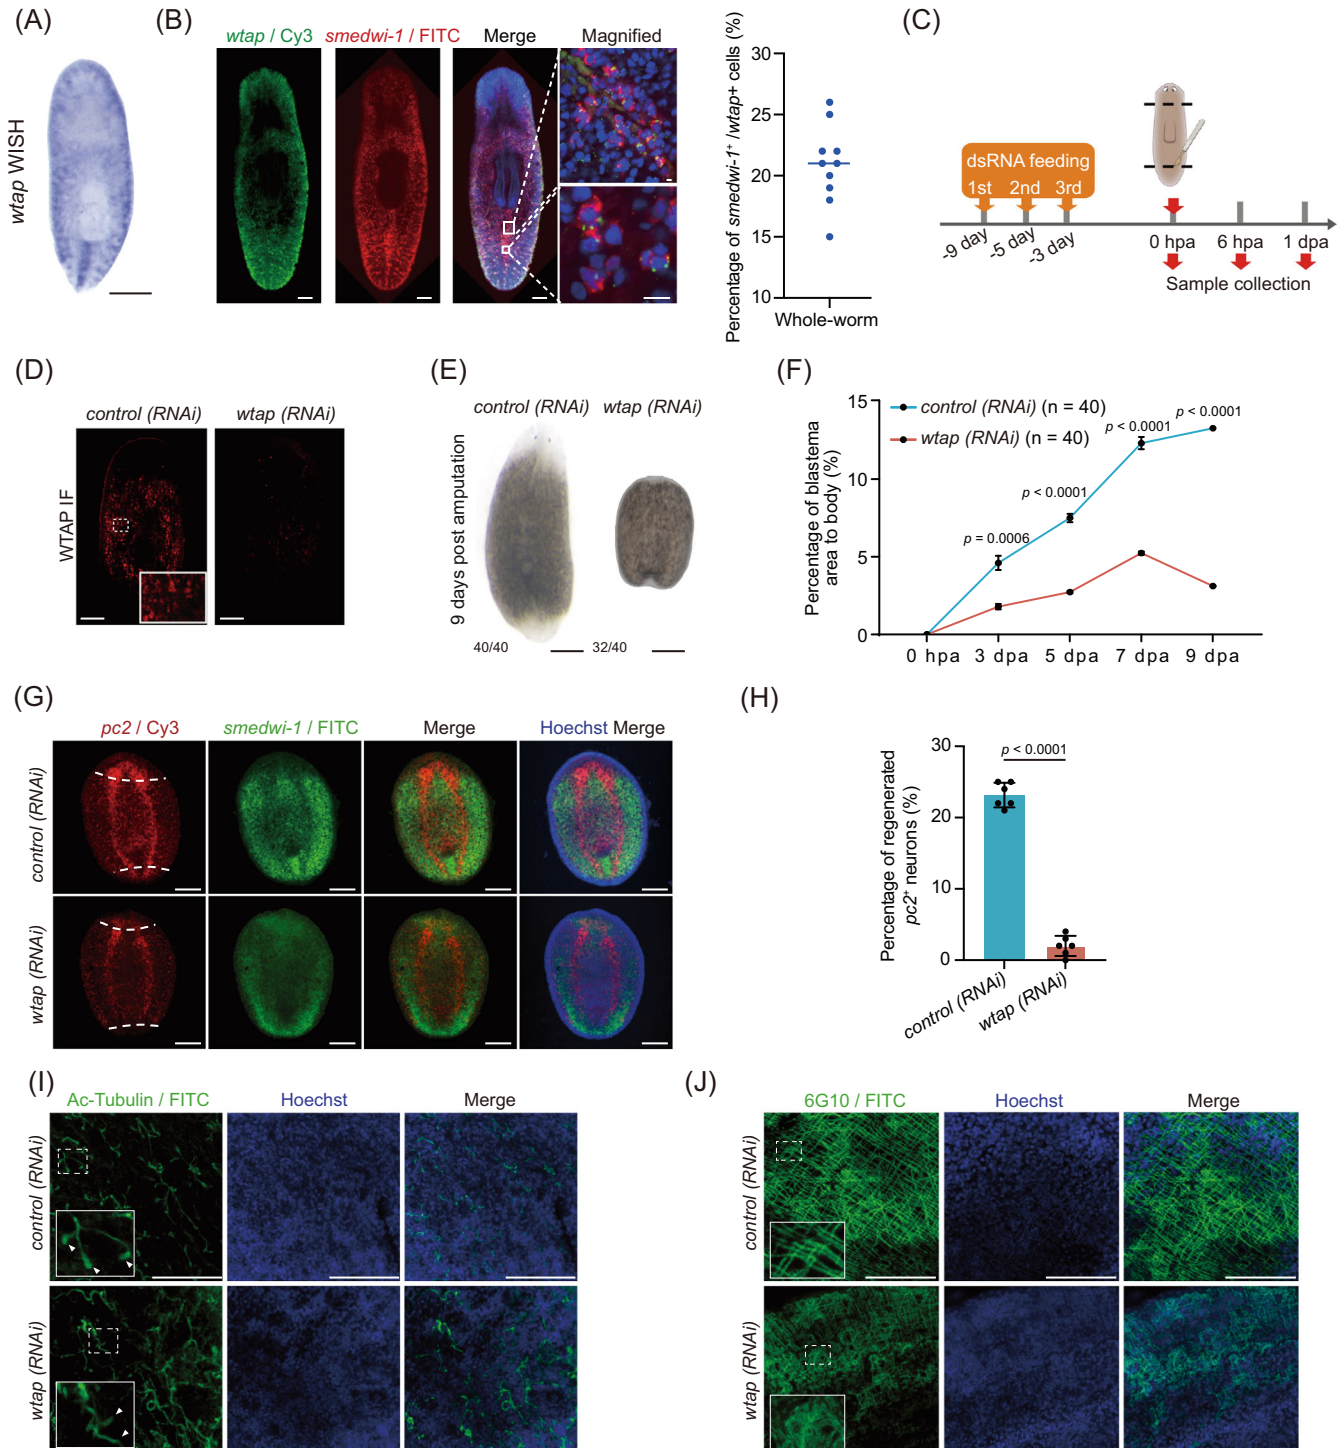 (A)
wtap WISH
(B)
wtap / Cy3
smedwi-1 / FITC
Merge
Magnified
Percentage of smedwi-1+/wtap+ cells (%)
30
25
20
15
10
Whole-worm
(C)
dsRNA feeding
1st 2nd 3rd
-9 day
-5 day
-3 day
0 hpa
6 hpa
1 dpa
Sample collection
(D)
control (RNAi)
wtap (RNAi)
WTAP IF
(E)
control (RNAi)
wtap (RNAi)
9 days post amputation
40/40
32/40
(F)
Percentage of blastema
area to body (%)
15
10
5
0
control (RNAi) (n = 40)
wtap (RNAi) (n = 40)
p = 0.0006
p < 0.0001
p < 0.0001
p < 0.0001
0 hpa
3 dpa
5 dpa
7 dpa
9 dpa
(G)
pc2 / Cy3
smedwi-1 / FITC
Merge
Hoechst Merge
control (RNAi)
wtap (RNAi)
(H)
Percentage of regenerated
pc2+ neurons (%)
30
20
10
0
p < 0.0001
control (RNAi)
wtap (RNAi)
(I)
Ac-Tubulin / FITC
Hoechst
Merge
control (RNAi)
wtap (RNAi)
(J)
6G10 / FITC
Hoechst
Merge
control (RNAi)
wtap (RNAi)